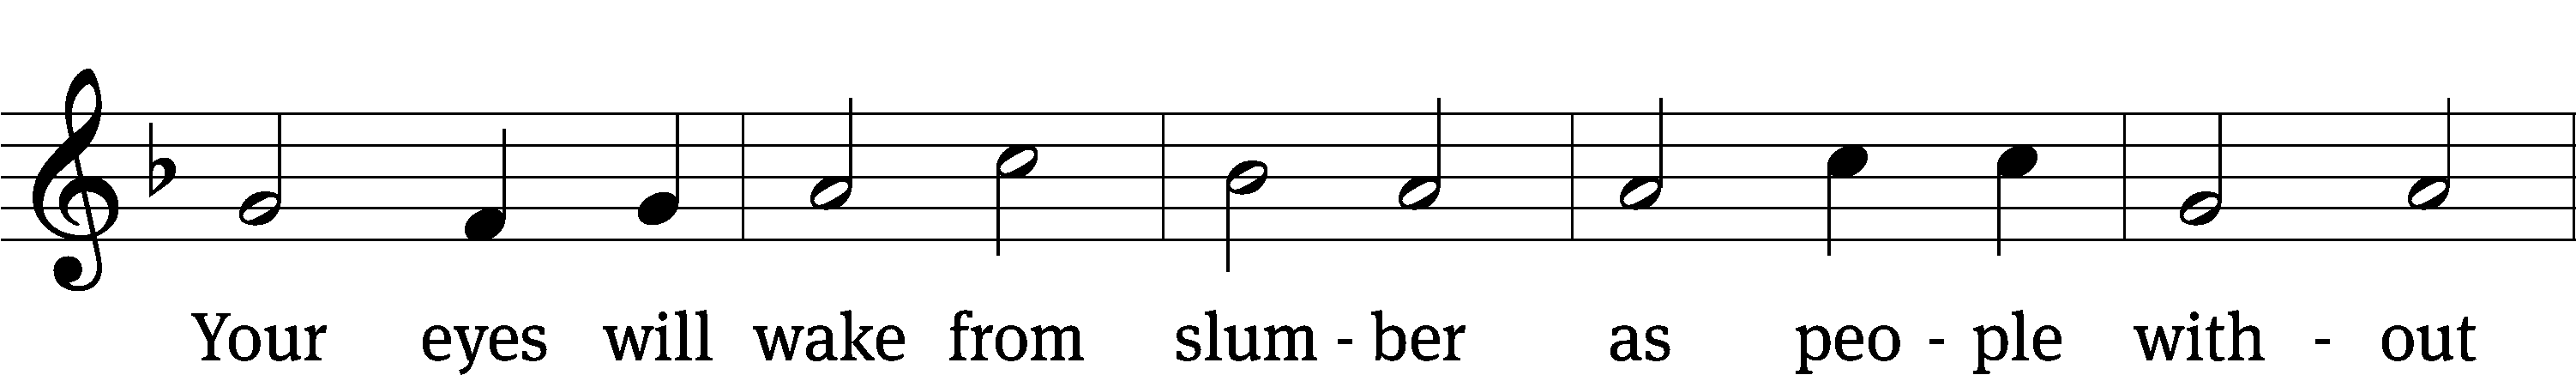 Your eyes will wake from slum - ber as peo - ple with - out